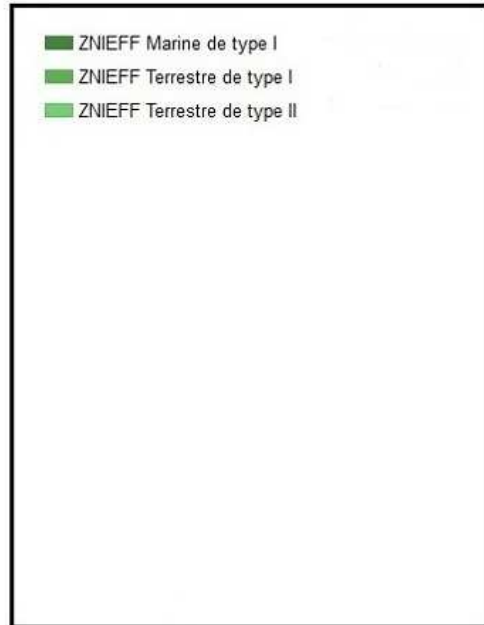 ZNIEFF Marine de type I
ZNIEFF Terrestre de type I
ZNIEFF Terrestre de type II